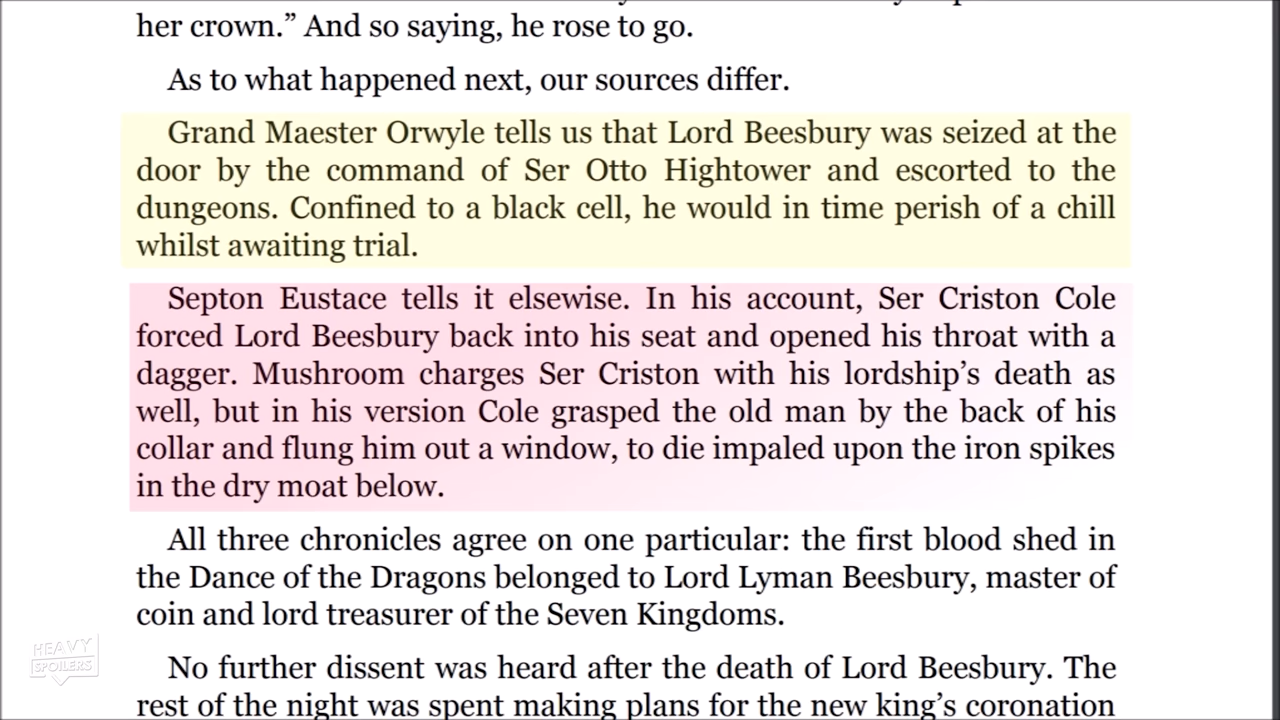 her crown.” And so saying, he rose to go.
As to what happened next, our sources differ.
Grand Maester Orwyle tells us that Lord Beesbury was seized at the
door by the command of Ser Otto Hightower and escorted to the
dungeons. Confined to a black cell, he would in time perish of a chill
whilst awaiting trial.
Septon Eustace tells it elsewise. In his account, Ser Criston Cole
forced Lord Beesbury back into his seat and opened his throat with a
dagger. Mushroom charges Ser Criston with his lordship’s death as
well, but in his version Cole grasped the old man by the back of his
collar and flung him out a window, to die impaled upon the iron spikes
in the dry moat below.
All three chronicles agree on one particular: the first blood shed in
the Dance of the Dragons belonged to Lord Lyman Beesbury, master of
coin and lord treasurer of the Seven Kingdoms.
No further dissent was heard after the death of Lord Beesbury. The
rest of the night was spent making plans for the new king’s coronation
HEAVY
SPOILERS